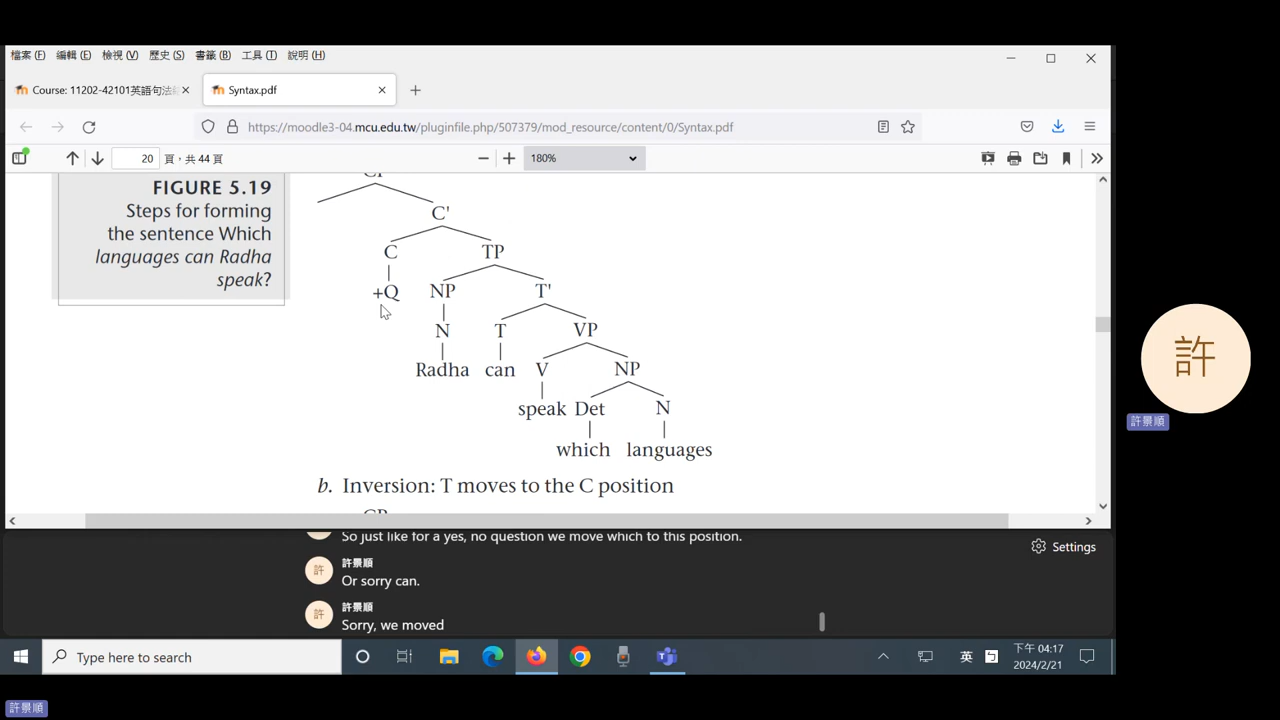 檔案 (F) 編輯 (E) 檢視 (V) 歷史 (S) 書籤 (B) 工具 (T) 說明 (H)
Course: 11202-42101英語句法
Syntax.pdf
https://moodle3-04.mcu.edu.tw/pluginfile.php/507379/mod_resource/content/0/Syntax.pdf
20 頁，共 44 頁
180%
FIGURE 5.19
Steps for forming
the sentence Which
languages can Radha
speak?
CP
C'
C TP
+Q NP T'
N T VP
Radha can V NP
speak Det N
which languages
b. Inversion: T moves to the C position
CP
So just like for a yes, no question we move which to this position.
許 許景順
Or sorry can.
許 許景順
Sorry, we moved
Settings
許
許景順
Type here to search
英
下午 04:17
2024/2/21
許景順